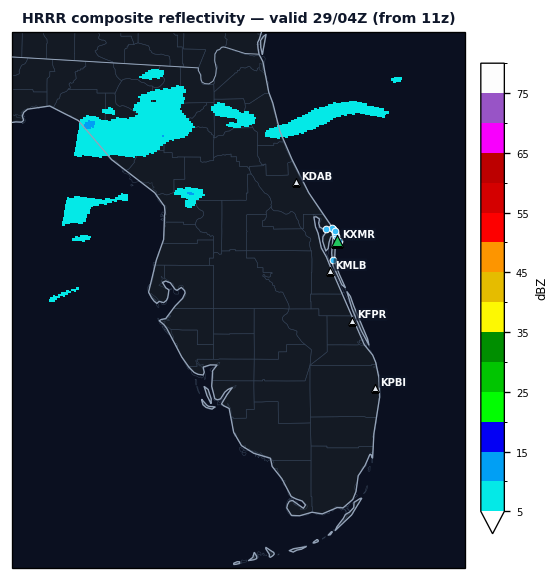 HRRR composite reflectivity — valid 29/04Z (from 11z)
KDAB
KXMR
KMLB
KFPR
KPBI
75
65
55
45
35
25
15
5
dBZ